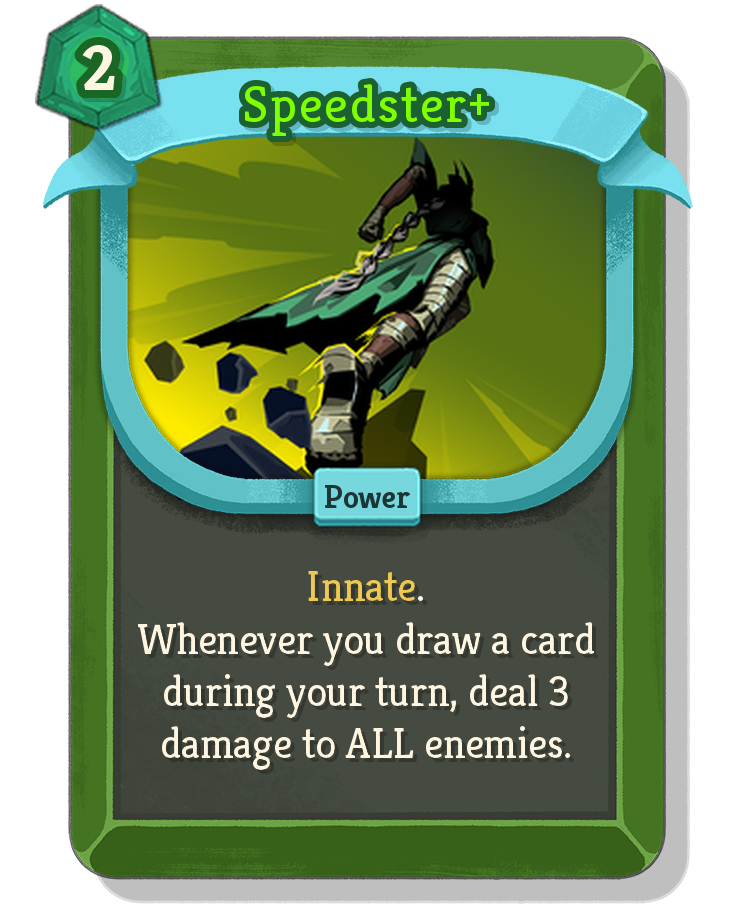 2
Speedster+
Power
Innate.
Whenever you draw a card
during your turn, deal 3
damage to ALL enemies.